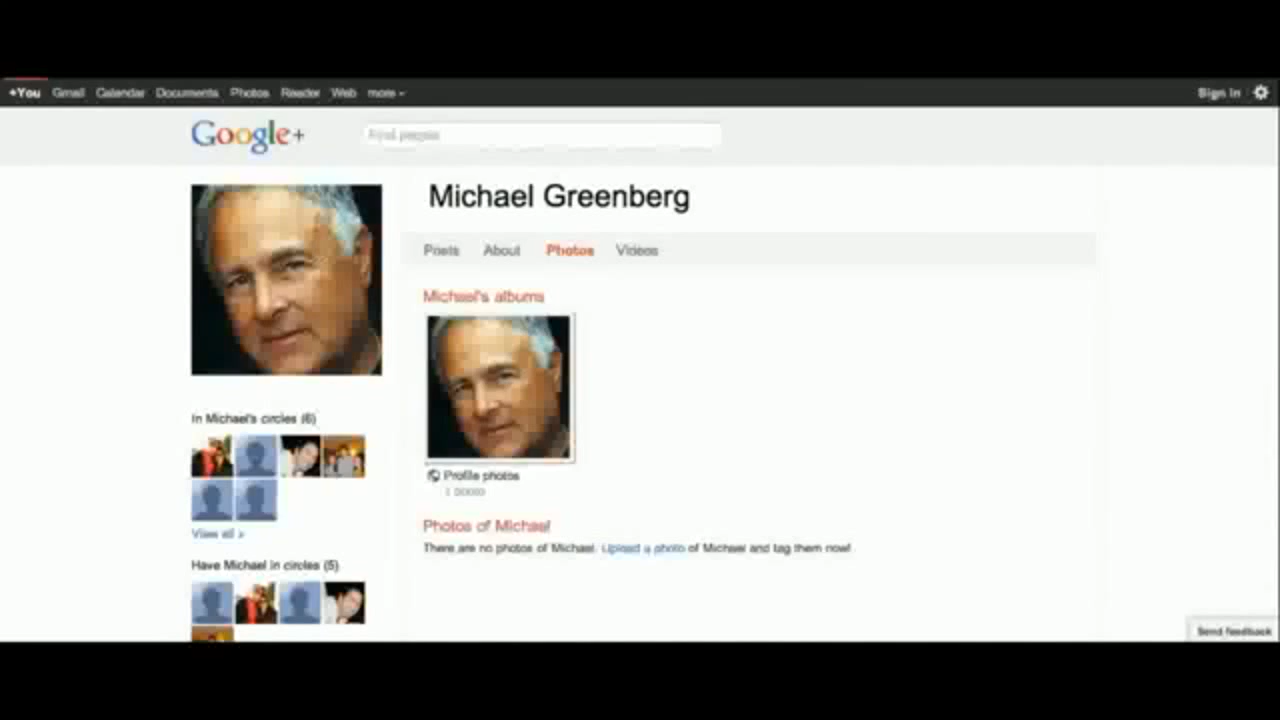 +You Gmail Calendar Documents Photos Reader Web more Sign in
Google+ Find people
Michael Greenberg
Posts About Photos Videos
Michael's albums
In Michael's circles (6)
Profile photos
1 photo
View all >
Photos of Michael
There are no photos of Michael. Upload a photo of Michael and tag them now!
Have Michael in circles (5)
Send feedback